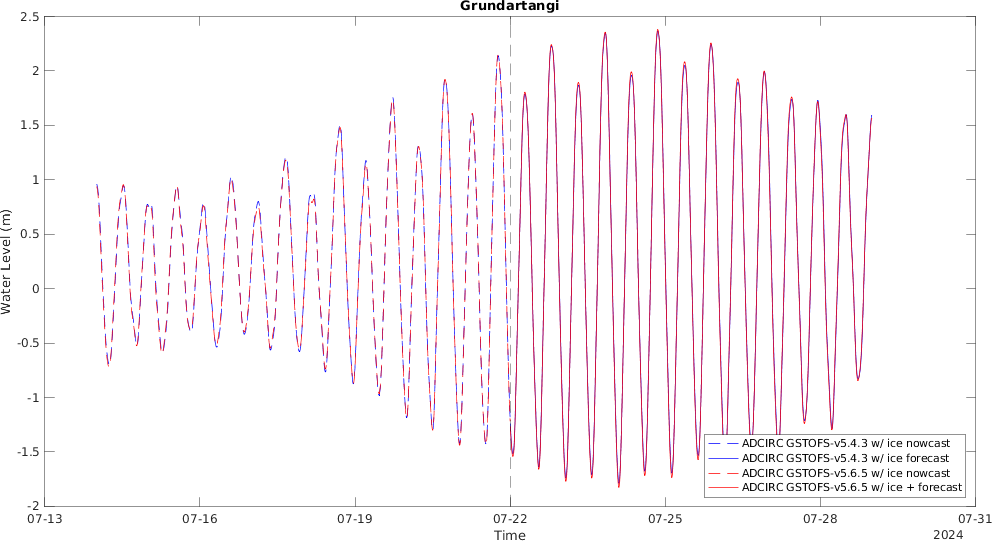 Grundartangi
2.5
2
1.5
1
0.5
0
-0.5
-1
-1.5
-2
Water Level (m)
07-13 07-16 07-19 07-22 07-25 07-28 07-31
Time
2024
ADCIRC GSTOFS-v5.4.3 w/ ice nowcast
ADCIRC GSTOFS-v5.4.3 w/ ice forecast
ADCIRC GSTOFS-v5.6.5 w/ ice nowcast
ADCIRC GSTOFS-v5.6.5 w/ ice + forecast